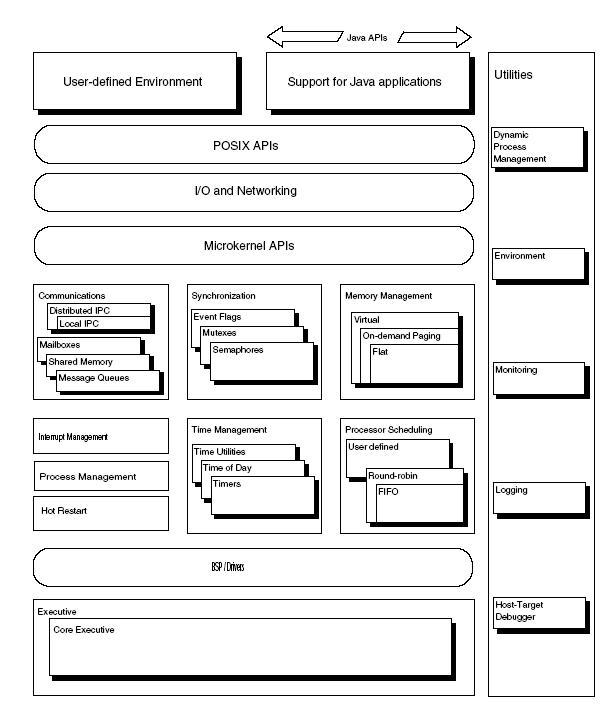 Java APIs
User-defined Environment
Support for Java applications
Utilities
POSIX APIs
Dynamic
Process
Management
I/O and Networking
Microkernel APIs
Environment
Communications
Distributed IPC
Local IPC
Mailboxes
Shared Memory
Message Queues
Synchronization
Event Flags
Mutexes
Semaphores
Memory Management
Virtual
On-demand Paging
Flat
Monitoring
Interrupt Management
Process Management
Hot Restart
Time Management
Time Utilities
Time of Day
Timers
Processor Scheduling
User defined
Round-robin
FIFO
Logging
BSP / Drivers
Executive
Core Executive
Host-Target
Debugger